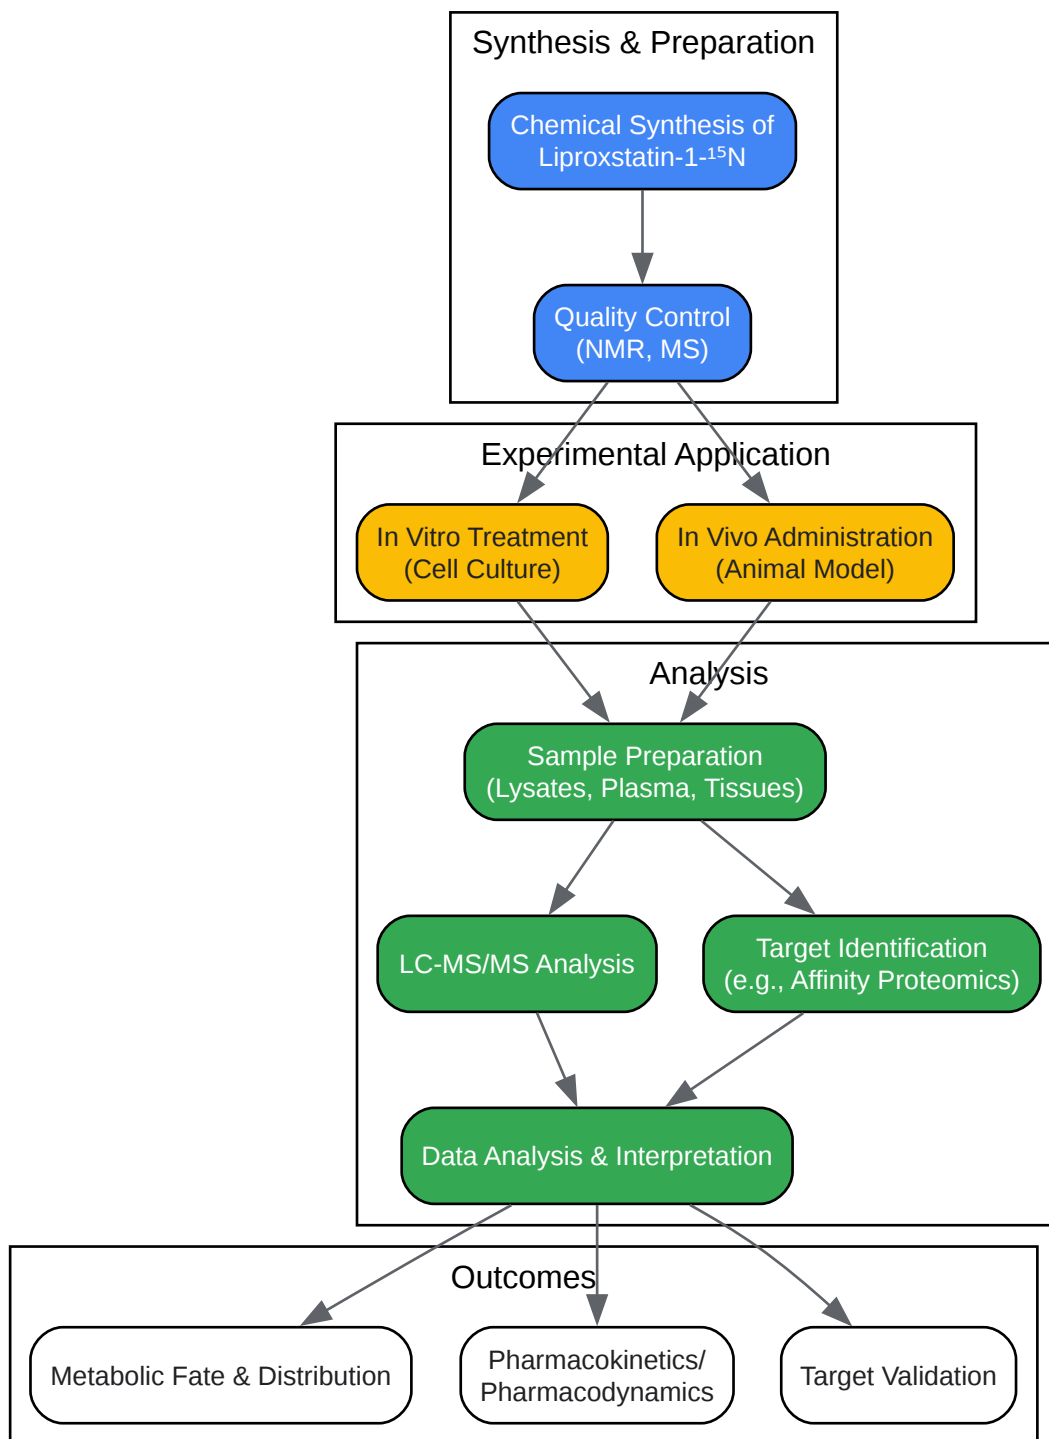 Synthesis & Preparation
Chemical Synthesis of
Liproxstatin-1-¹⁵N
Quality Control
(NMR, MS)
Experimental Application
In Vitro Treatment
(Cell Culture)
In Vivo Administration
(Animal Model)
Analysis
Sample Preparation
(Lysates, Plasma, Tissues)
LC-MS/MS Analysis
Target Identification
(e.g., Affinity Proteomics)
Data Analysis & Interpretation
Outcomes
Metabolic Fate & Distribution
Pharmacokinetics/
Pharmacodynamics
Target Validation